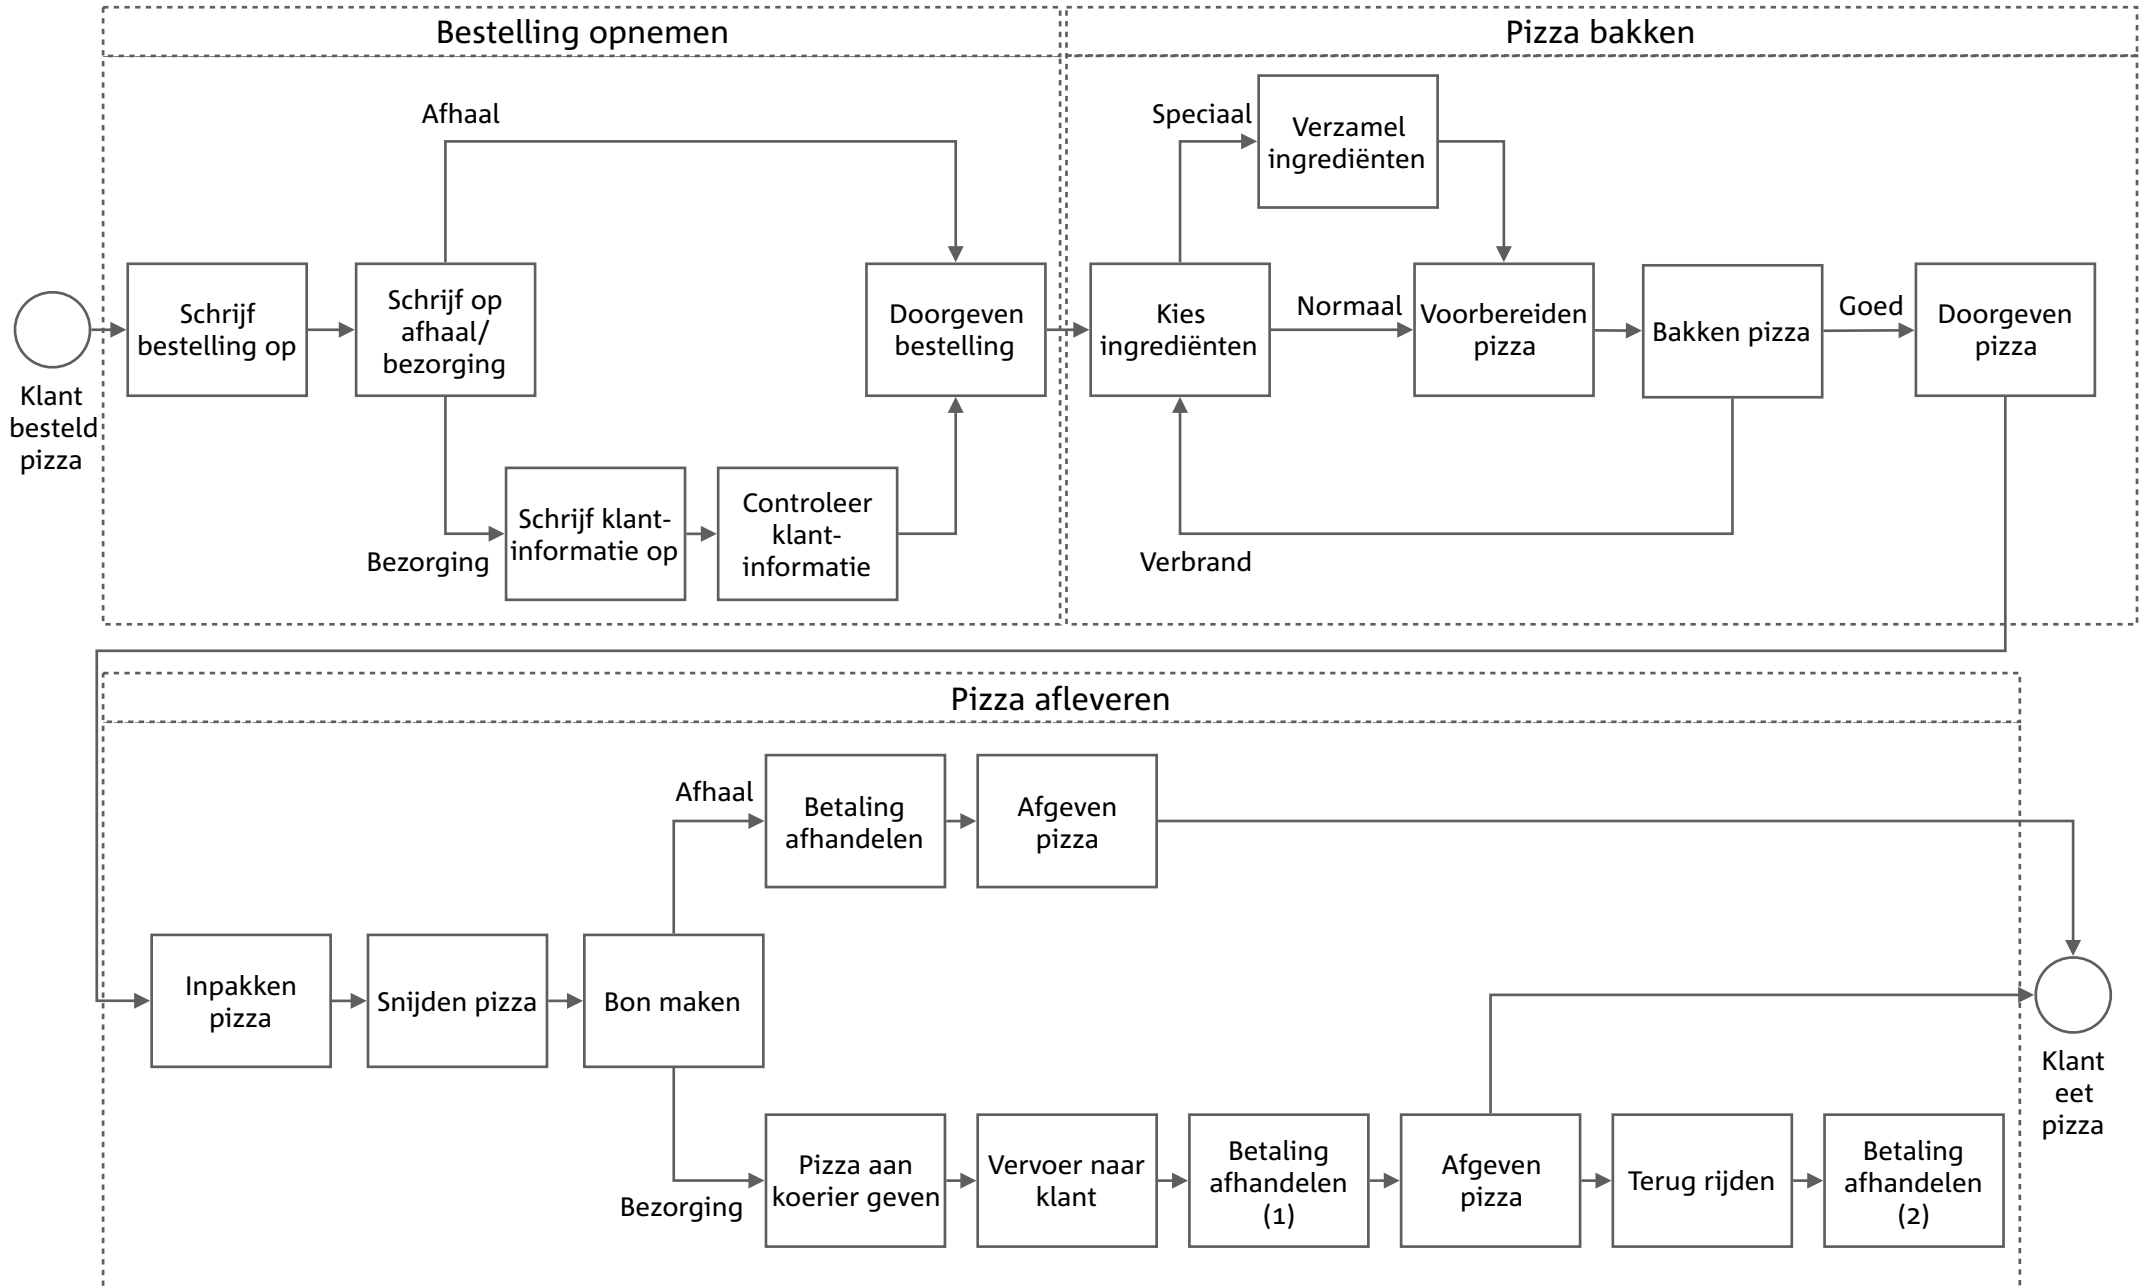 Bestelling opnemen
Pizza bakken
Afhaal
Speciaal
Verzamel
ingrediënten
Klant
besteld
pizza
Schrijf
bestelling op
Schrijf op
afhaal/
bezorging
Doorgeven
bestelling
Kies
ingrediënten
Normaal
Voorbereiden
pizza
Bakken pizza
Goed
Doorgeven
pizza
Bezorging
Schrijf klant-
informatie op
Controleer
klant-
informatie
Verbrand
Pizza afleveren
Afhaal
Betaling
afhandelen
Afgeven
pizza
Inpakken
pizza
Snijden pizza
Bon maken
Klant
eet
pizza
Bezorging
Pizza aan
koerier geven
Vervoer naar
klant
Betaling
afhandelen
(1)
Afgeven
pizza
Terug rijden
Betaling
afhandelen
(2)